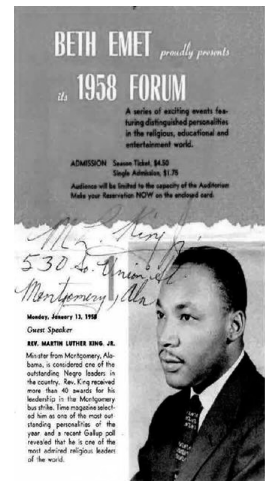 BETH EMET proudly presents
its 1958 FORUM
A series of exciting events fea-
turing distinguished personalities
in the religious, educational and
entertainment world.
ADMISSION Season Ticket, $4.50
Single Admission, $1.75
Audience will be limited to the capacity of the Auditorium
Make your Reservation NOW on the enclosed card.
M. L. King Jr.
530 So. Union St
Montgomery, Ala
Monday, January 13, 1958
Guest Speaker
REV. MARTIN LUTHER KING, JR.
Minister from Montgomery, Ala-
bama, is considered one of the
outstanding Negro leaders in
the country. Rev. King received
more than 40 awards for his
leadership in the Montgomery
bus strike. Time magazine select-
ed him as one of the most out-
standing personalities of the
year, and a recent Gallup poll
revealed that he is one of the
most admired religious leaders
of the world.